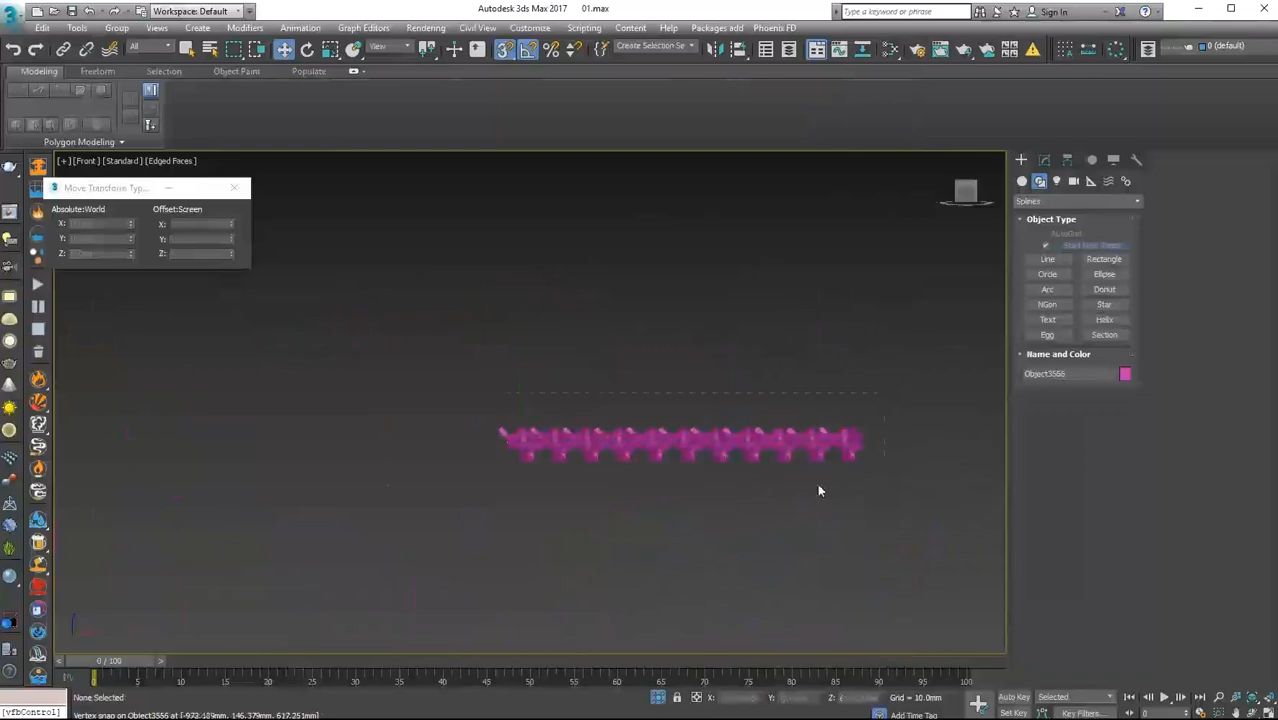 Workspace: Default
Autodesk 3ds Max 2017 01.max
Type a keyword or phrase
Sign In
Edit Tools Group Views Create Modifiers Animation Graph Editors Rendering Civil View Customize Scripting Content Packages add Phoenix FD
All
View
Create Selection Se
0 (default)
Modeling Freeform Selection Object Paint Populate
Polygon Modeling
[+] [Front] [Standard] [Edged Faces]
Move Transform Typ...
Absolute:World Offset:Screen
X: X:
Y: Y:
Z: Z:
Splines
Object Type
AutoGrid
Start New Shape
Line Rectangle
Circle Ellipse
Arc Donut
NGon Star
Text Helix
Egg Section
Name and Color
Object3556
0 / 100
0 5 10 15 20 25 30 35 40 45 50 55 60 65 70 75 80 85 90 95 100
None Selected
X: Y: Z: Grid = 10.0mm
Auto Key Selected
[vfbControl]
Vertex snap on Object3556 at [-972.489mm, 146.379mm, 617.251mm]
Add Time Tag
Set Key Key Filters...
0